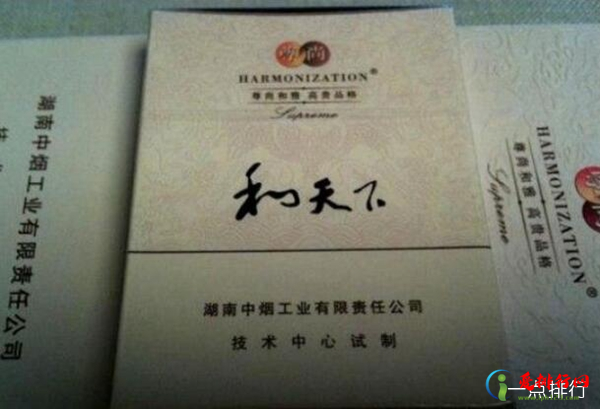 湖南中烟工业有限责任公司
尚
HARMONIZATION®
尊尚和雅 高贵品格
Supreme
和天下
湖南中烟工业有限责任公司
技术中心试制
HARMONIZATION®
尊尚和雅 高贵品格
Supreme
一点排行